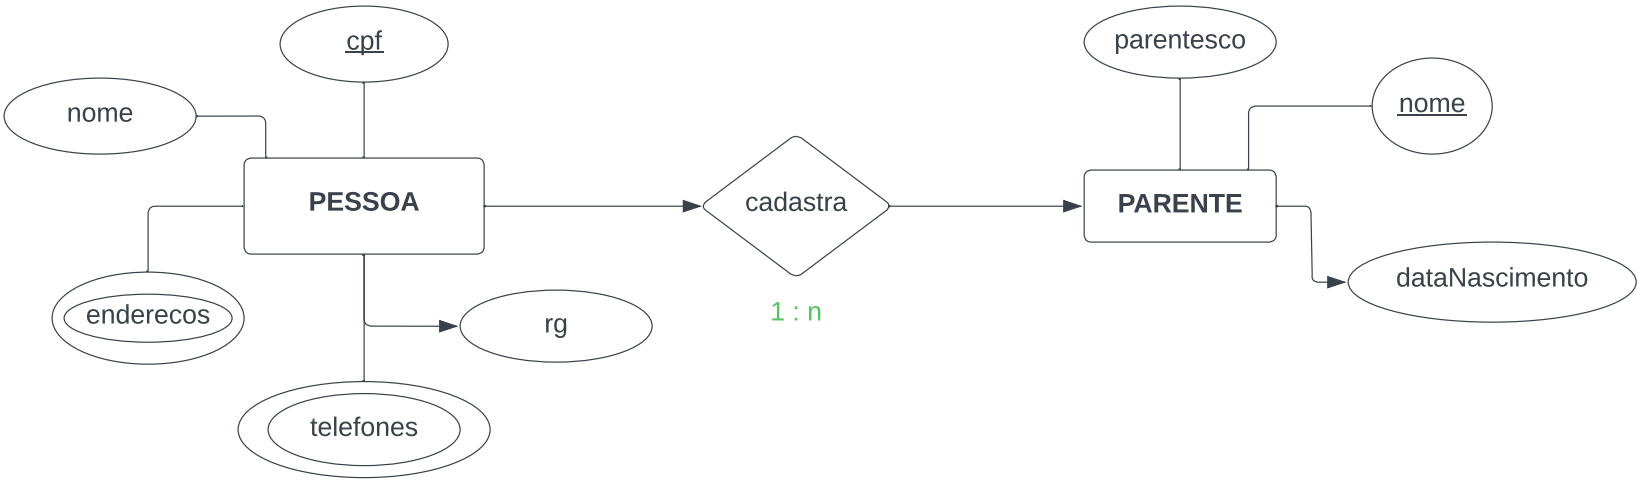 cpf
parentesco
nome
nome
PESSOA
cadastra
PARENTE
dataNascimento
enderecos
1 : n
rg
telefones